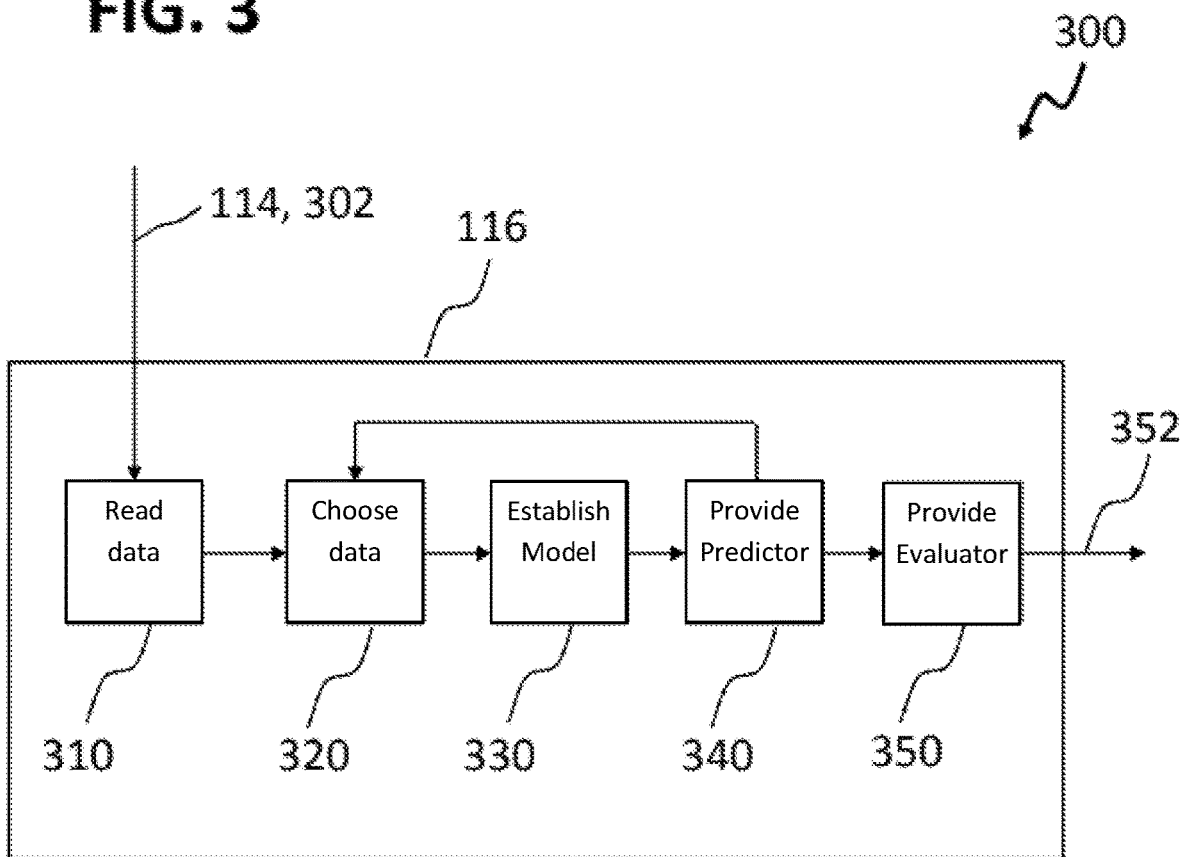 FIG. 3
300
114, 302
116
352
Read
data
Choose
data
Establish
Model
Provide
Predictor
Provide
Evaluator
310
320
330
340
350